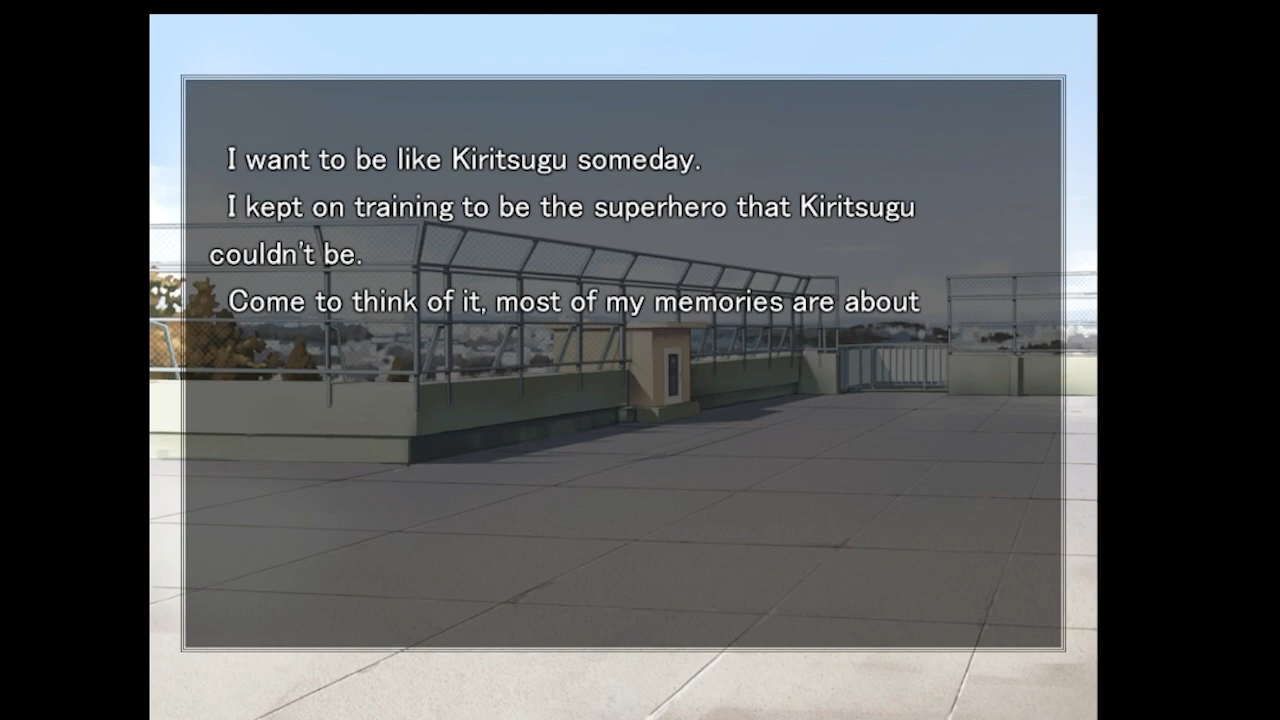 I want to be like Kiritsugu someday.
I kept on training to be the superhero that Kiritsugu
couldn't be.
Come to think of it, most of my memories are about